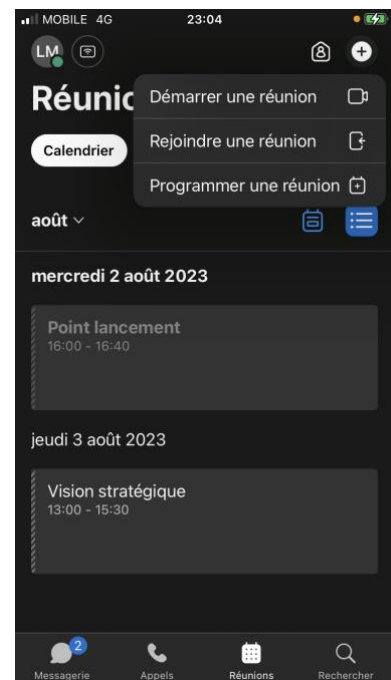 MOBILE 4G 23:04
LM
Réunic
Démarrer une réunion
Rejoindre une réunion
Programmer une réunion
Calendrier
août
mercredi 2 août 2023
Point lancement
16:00 - 16:40
jeudi 3 août 2023
Vision stratégique
13:00 - 15:30
2
Messagerie Appels Réunions Rechercher